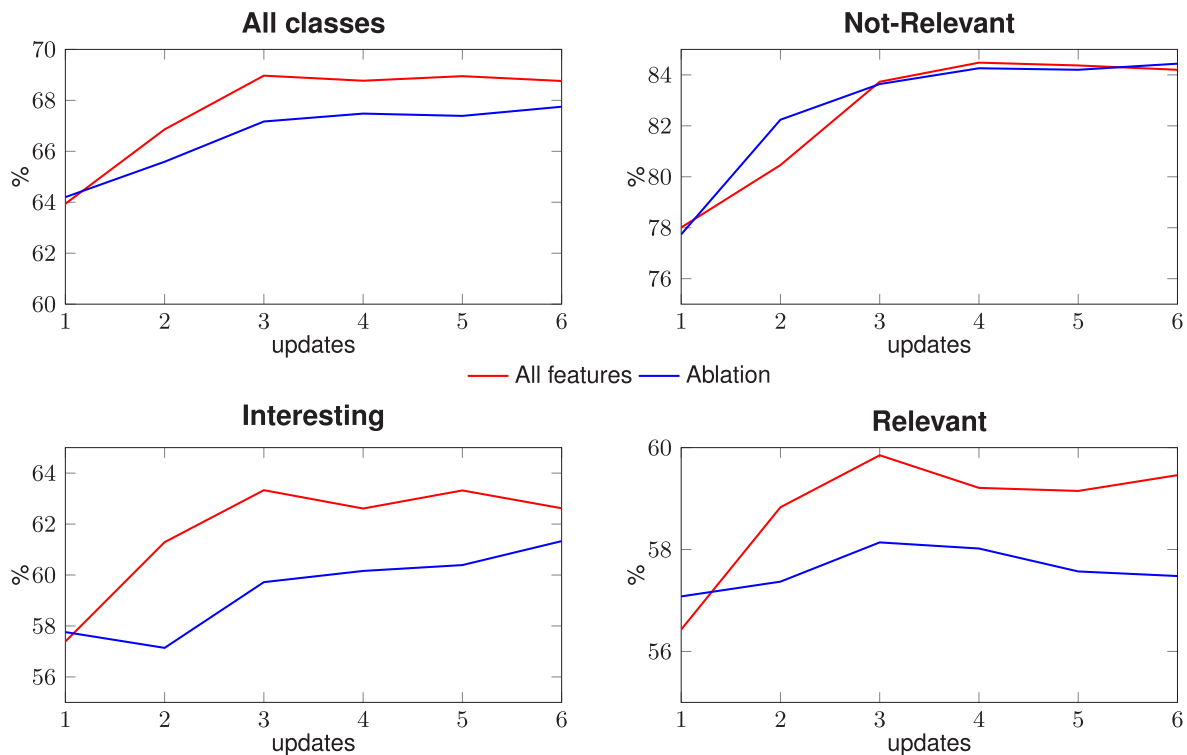 All classes
70
68
66
64
62
60
%
1 2 3 4 5 6
updates
Not-Relevant
84
82
80
78
76
%
1 2 3 4 5 6
updates
All features Ablation
Interesting
64
62
60
58
56
%
1 2 3 4 5 6
updates
Relevant
60
58
56
%
1 2 3 4 5 6
updates